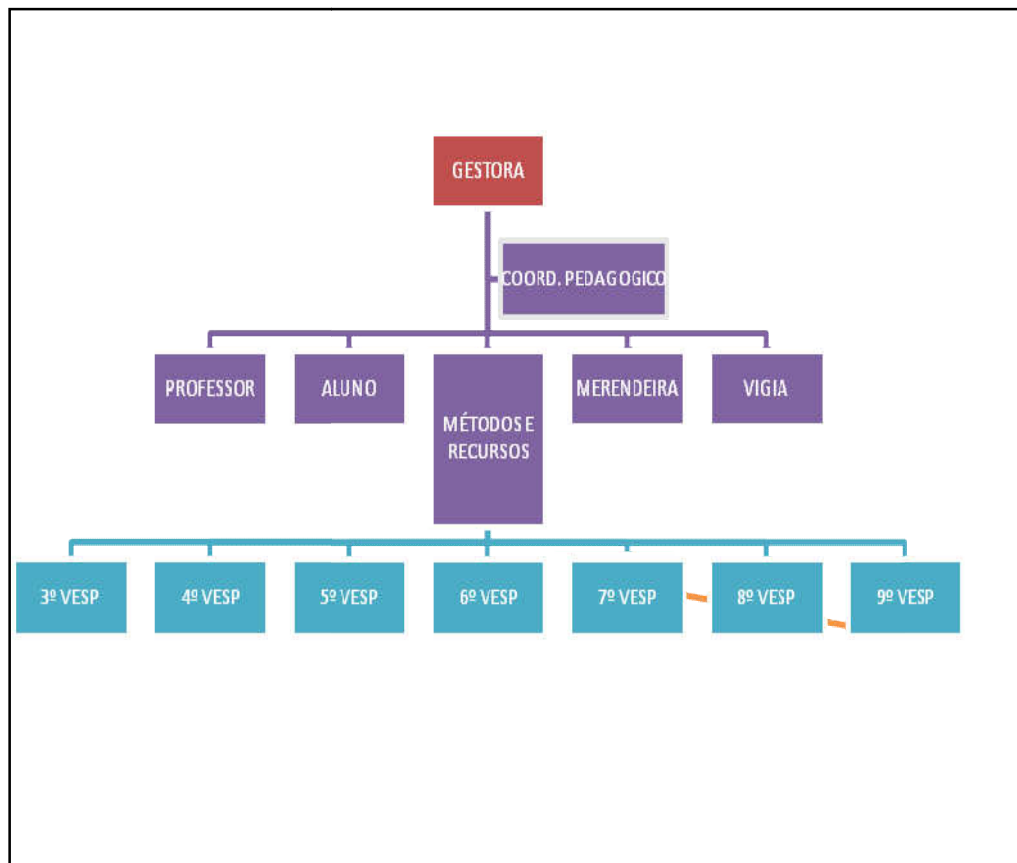 GESTORA
COORD. PEDAGOGICO
PROFESSOR
ALUNO
MÉTODOS E
RECURSOS
MERENDEIRA
VIGIA
3º VESP
4º VESP
5º VESP
6º VESP
7º VESP
8º VESP
9º VESP